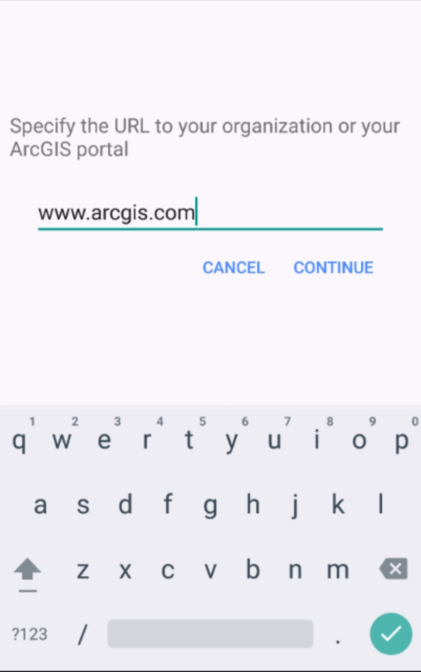 Specify the URL to your organization or your
ArcGIS portal
www.arcgis.com
CANCEL CONTINUE
1 2 3 4 5 6 7 8 9 0
q w e r t y u i o p
a s d f g h j k l
z x c v b n m
?123 / .